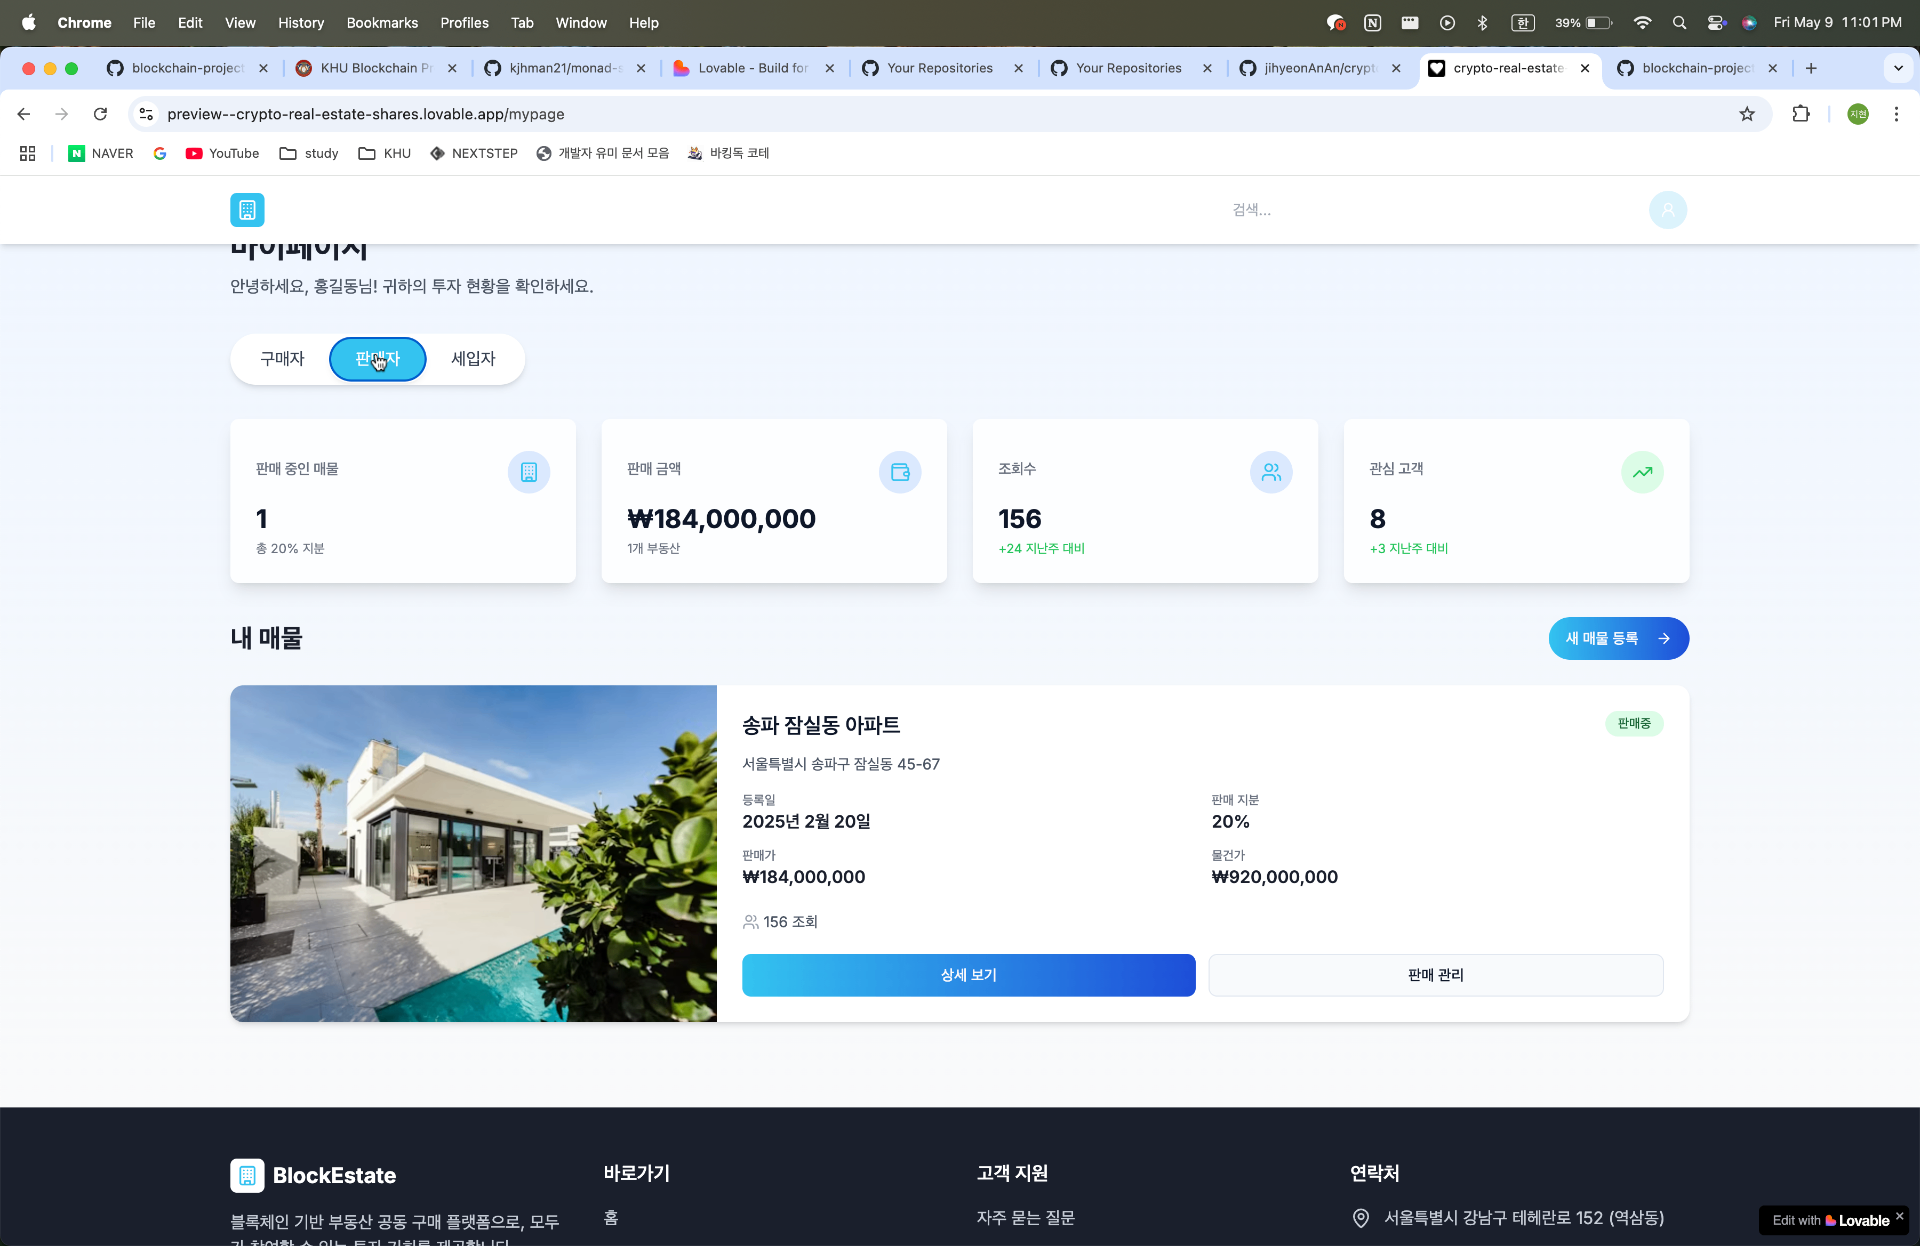 Chrome File Edit View History Bookmarks Profiles Tab Window Help 한 39% Fri May 9 11:01 PM
blockchain-project KHU Blockchain Pr kjhman21/monad-s Lovable - Build for Your Repositories Your Repositories jihyeonAnAn/crypt crypto-real-estate blockchain-project
preview--crypto-real-estate-shares.lovable.app/mypage 지현
NAVER YouTube study KHU NEXTSTEP 개발자 유미 문서 모음 바킹독 코테
검색...
마이페이지
안녕하세요, 홍길동님! 귀하의 투자 현황을 확인하세요.
구매자 판매자 세입자
판매 중인 매물
1
총 20% 지분
판매 금액
₩184,000,000
1개 부동산
조회수
156
+24 지난주 대비
관심 고객
8
+3 지난주 대비
내 매물
새 매물 등록
송파 잠실동 아파트
판매중
서울특별시 송파구 잠실동 45-67
등록일
2025년 2월 20일
판매 지분
20%
판매가
₩184,000,000
물건가
₩920,000,000
156 조회
상세 보기
판매 관리
BlockEstate
블록체인 기반 부동산 공동 구매 플랫폼으로, 모두
바로가기
홈
고객 지원
자주 묻는 질문
연락처
서울특별시 강남구 테헤란로 152 (역삼동)
Edit with Lovable